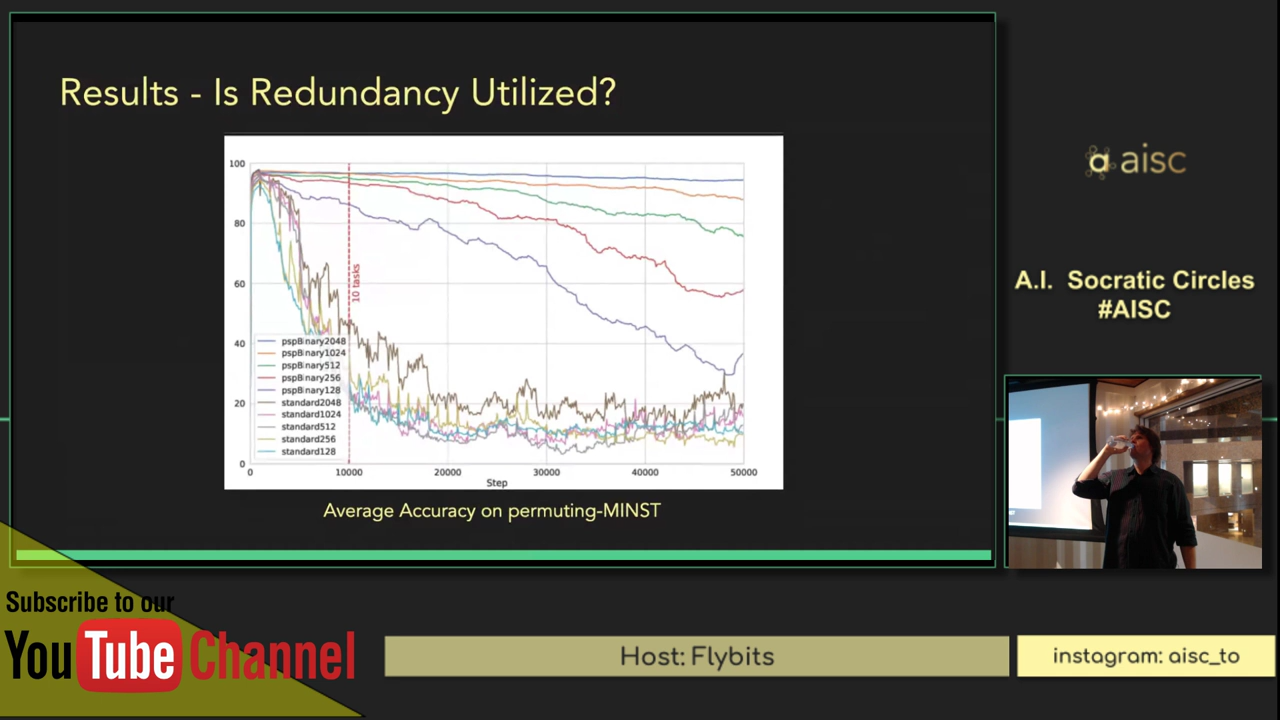 Results - Is Redundancy Utilized?
100
80
60
40
20
0
10 tasks
pspBinary2048
pspBinary1024
pspBinary512
pspBinary256
pspBinary128
standard2048
standard1024
standard512
standard256
standard128
0 10000 20000 30000 40000 50000
Step
Average Accuracy on permuting-MINST
a aisc
A.I. Socratic Circles
#AISC
Subscribe to our
YouTube Channel
Host: Flybits
instagram: aisc_to